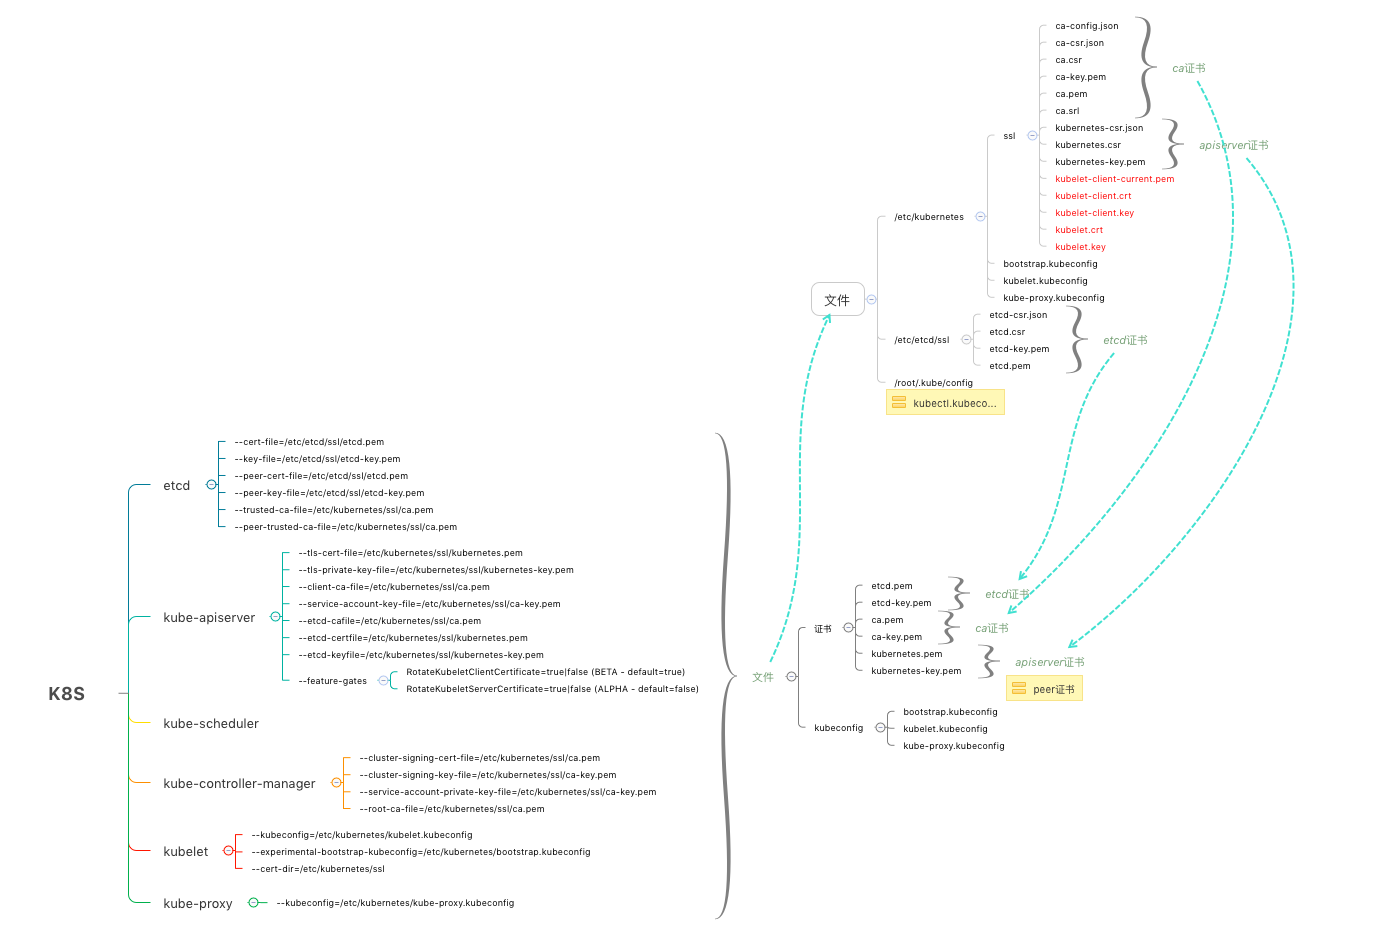 K8S
etcd
--cert-file=/etc/etcd/ssl/etcd.pem
--key-file=/etc/etcd/ssl/etcd-key.pem
--peer-cert-file=/etc/etcd/ssl/etcd.pem
--peer-key-file=/etc/etcd/ssl/etcd-key.pem
--trusted-ca-file=/etc/kubernetes/ssl/ca.pem
--peer-trusted-ca-file=/etc/kubernetes/ssl/ca.pem
kube-apiserver
--tls-cert-file=/etc/kubernetes/ssl/kubernetes.pem
--tls-private-key-file=/etc/kubernetes/ssl/kubernetes-key.pem
--client-ca-file=/etc/kubernetes/ssl/ca.pem
--service-account-key-file=/etc/kubernetes/ssl/ca-key.pem
--etcd-cafile=/etc/kubernetes/ssl/ca.pem
--etcd-certfile=/etc/kubernetes/ssl/kubernetes.pem
--etcd-keyfile=/etc/kubernetes/ssl/kubernetes-key.pem
--feature-gates
RotateKubeletClientCertificate=true|false (BETA - default=true)
RotateKubeletServerCertificate=true|false (ALPHA - default=false)
kube-scheduler
kube-controller-manager
--cluster-signing-cert-file=/etc/kubernetes/ssl/ca.pem
--cluster-signing-key-file=/etc/kubernetes/ssl/ca-key.pem
--service-account-private-key-file=/etc/kubernetes/ssl/ca-key.pem
--root-ca-file=/etc/kubernetes/ssl/ca.pem
kubelet
--kubeconfig=/etc/kubernetes/kubelet.kubeconfig
--experimental-bootstrap-kubeconfig=/etc/kubernetes/bootstrap.kubeconfig
--cert-dir=/etc/kubernetes/ssl
kube-proxy
--kubeconfig=/etc/kubernetes/kube-proxy.kubeconfig
文件
证书
etcd.pem
etcd-key.pem
etcd证书
ca.pem
ca-key.pem
ca证书
kubernetes.pem
kubernetes-key.pem
apiserver证书
peer证书
kubeconfig
bootstrap.kubeconfig
kubelet.kubeconfig
kube-proxy.kubeconfig
文件
/etc/kubernetes
ssl
ca-config.json
ca-csr.json
ca.csr
ca-key.pem
ca.pem
ca.srl
ca证书
kubernetes-csr.json
kubernetes.csr
kubernetes-key.pem
apiserver证书
kubelet-client-current.pem
kubelet-client.crt
kubelet-client.key
kubelet.crt
kubelet.key
bootstrap.kubeconfig
kubelet.kubeconfig
kube-proxy.kubeconfig
/etc/etcd/ssl
etcd-csr.json
etcd.csr
etcd-key.pem
etcd.pem
etcd证书
/root/.kube/config
kubectl.kubeco...